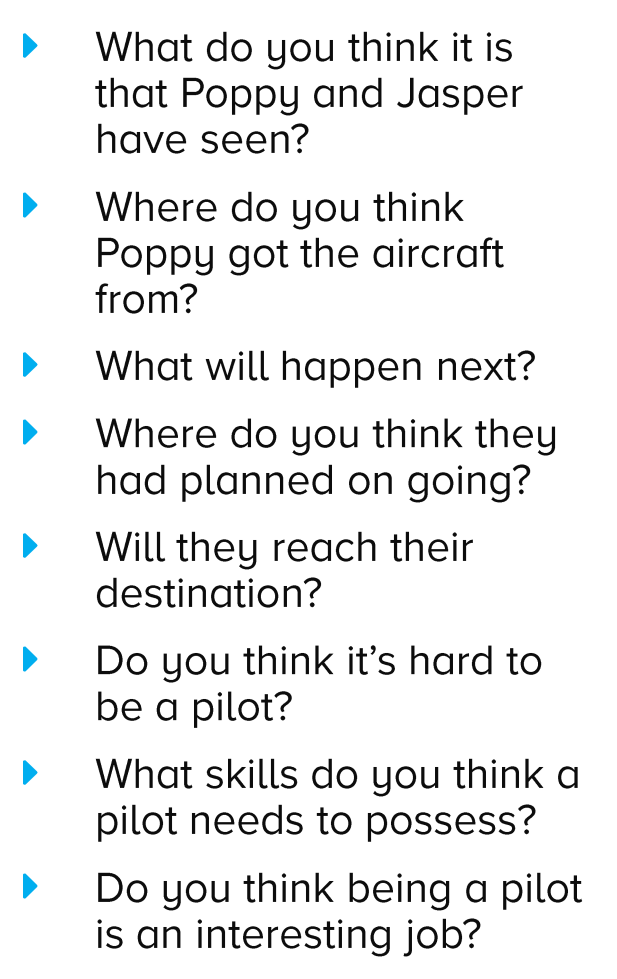 What do you think it is
that Poppy and Jasper
have seen?
Where do you think
Poppy got the aircraft
from?
What will happen next?
Where do you think they
had planned on going?
Will they reach their
destination?
Do you think it’s hard to
be a pilot?
What skills do you think a
pilot needs to possess?
Do you think being a pilot
is an interesting job?